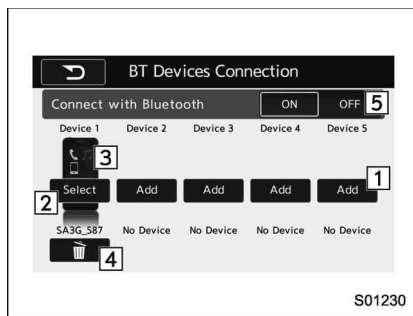 BT Devices Connection
Connect with Bluetooth ON OFF 5
Device 1 Device 2 Device 3 Device 4 Device 5
3
Select Add Add Add Add 1
2
SA3G_587 No Device No Device No Device No Device
4
S01230